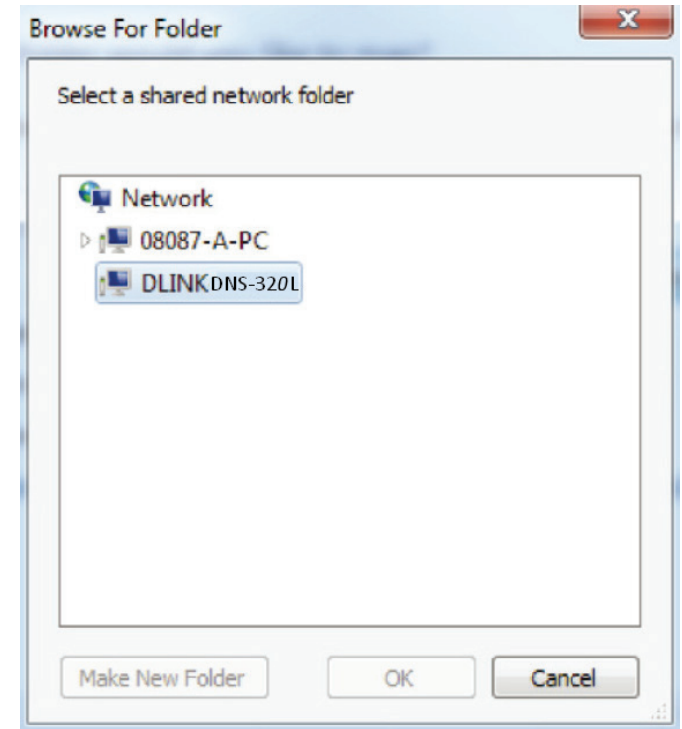 Browse For Folder
Select a shared network folder
Network
08087-A-PC
DLINKDNS-320L
Make New Folder
OK
Cancel